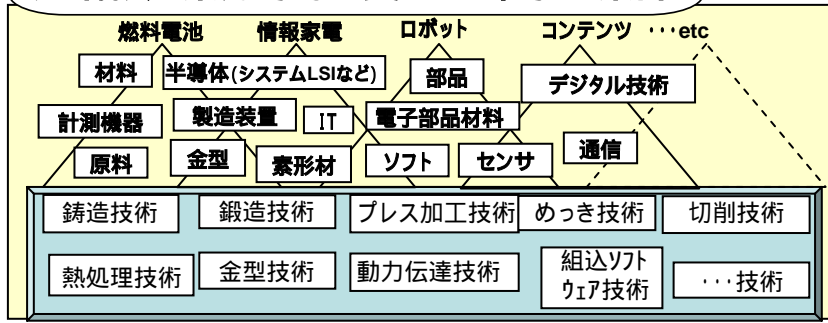 燃料電池 情報家電 ロボット コンテンツ ・・・etc
材料 半導体(システムLSIなど) 部品 デジタル技術
計測機器 製造装置 IT 電子部品材料
原料 金型 素形材 ソフト センサ 通信
鋳造技術 鍛造技術 プレス加工技術 めっき技術 切削技術
熱処理技術 金型技術 動力伝達技術 組込ソフト
ウェア技術 ・・・技術